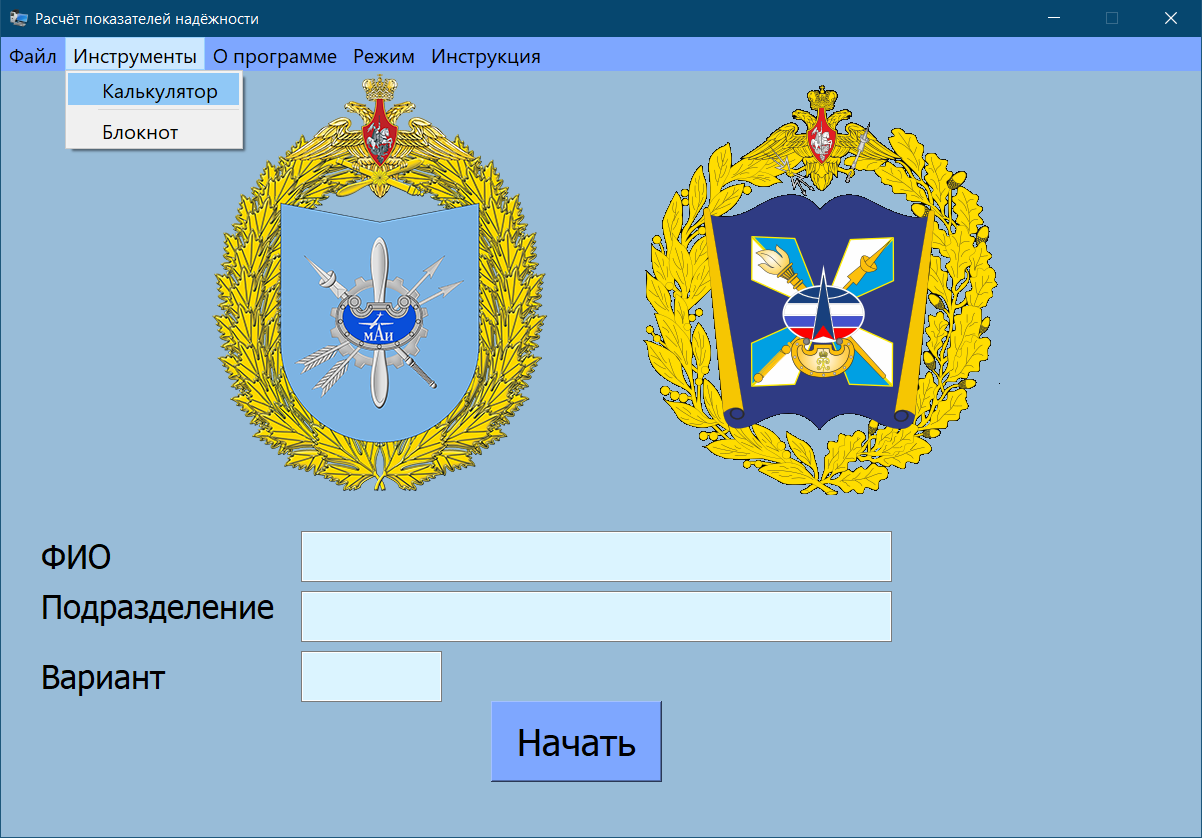 Расчёт показателей надёжности
Файл Инструменты О программе Режим Инструкция
Калькулятор
Блокнот
МАИ
ФИО
Подразделение
Вариант
Начать